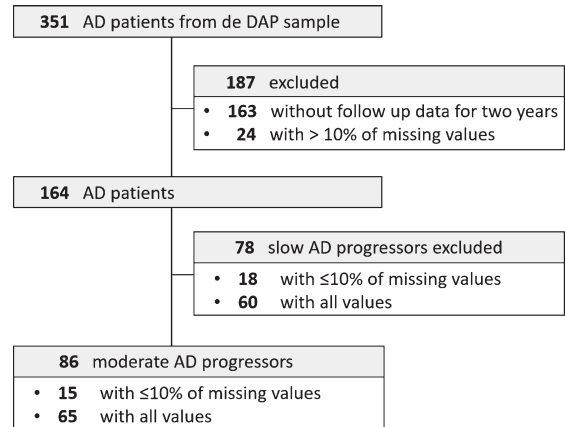 351 AD patients from de DAP sample
187 excluded
• 163 without follow up data for two years
• 24 with > 10% of missing values
164 AD patients
78 slow AD progressors excluded
• 18 with ≤10% of missing values
• 60 with all values
86 moderate AD progressors
• 15 with ≤10% of missing values
• 65 with all values